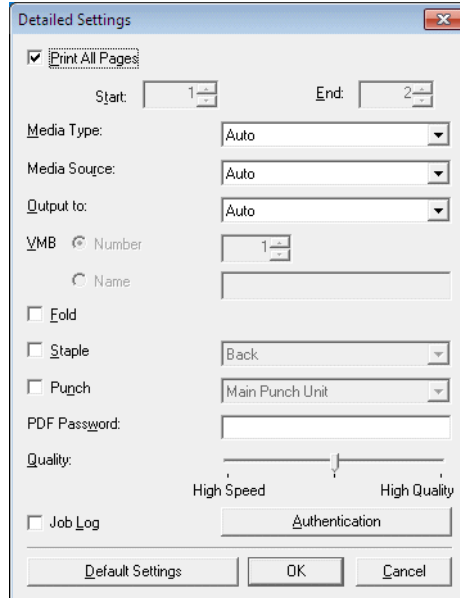 Detailed Settings
Print All Pages
Start: 1 End: 2
Media Type: Auto
Media Source: Auto
Output to: Auto
VMB Number 1
Name
Fold
Staple Back
Punch Main Punch Unit
PDF Password:
Quality:
High Speed High Quality
Job Log Authentication
Default Settings OK Cancel